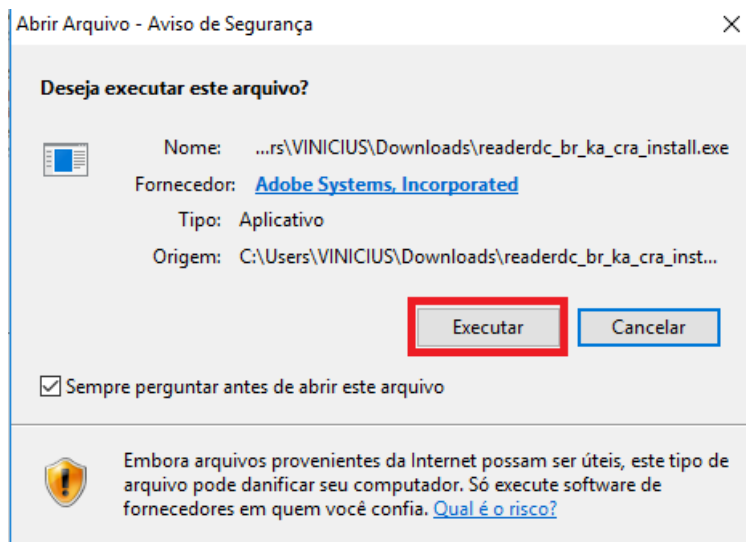 Abrir Arquivo - Aviso de Segurança
Deseja executar este arquivo?
Nome: ...rs\VINICIUS\Downloads\readerdc_br_ka_cra_install.exe
Fornecedor: Adobe Systems, Incorporated
Tipo: Aplicativo
Origem: C:\Users\VINICIUS\Downloads\readerdc_br_ka_cra_inst...
Executar Cancelar
Sempre perguntar antes de abrir este arquivo
Embora arquivos provenientes da Internet possam ser úteis, este tipo de
arquivo pode danificar seu computador. Só execute software de
fornecedores em quem você confia. Qual é o risco?